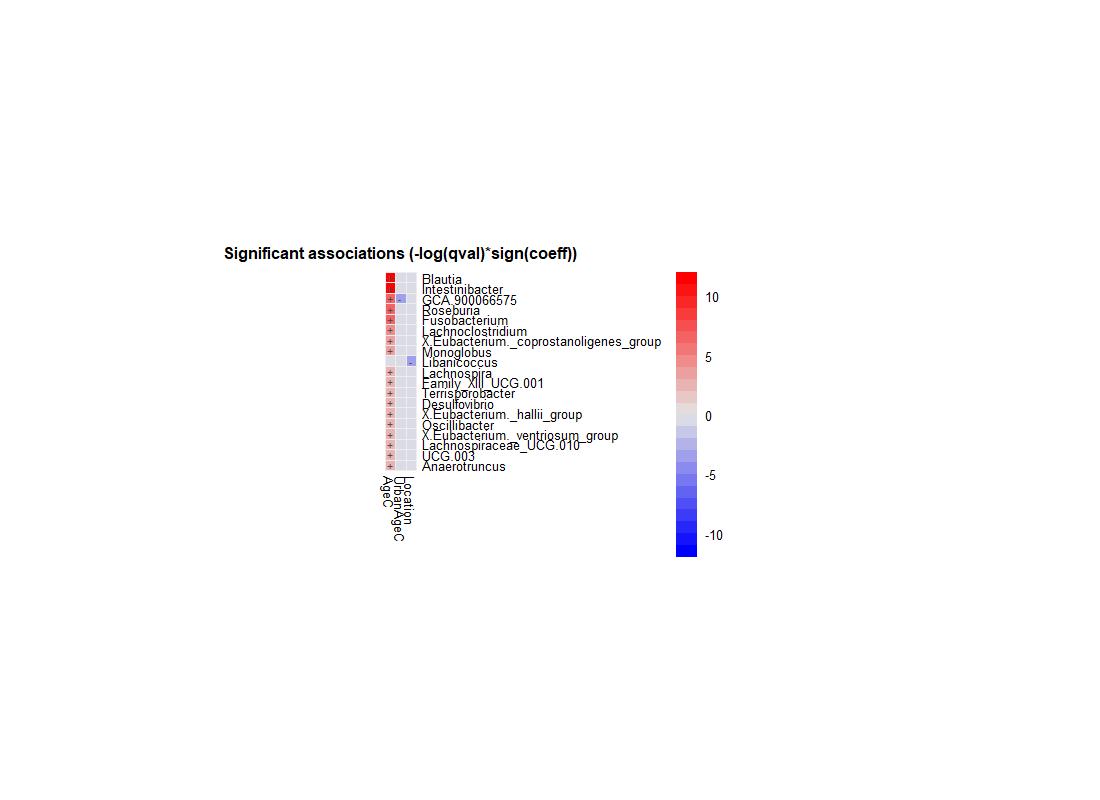 Significant associations (-log(qval)*sign(coeff))
Blautia
Intestinibacter
GCA.900066575
Roseburia
Fusobacterium
Lachnoclostridium
X.Eubacterium._coprostanoligenes_group
Monoglobus
Libanicoccus
Lachnospira
Family_XIII_UCG.001
Terrisporobacter
Desulfovibrio
X.Eubacterium._hallii_group
Oscillibacter
X.Eubacterium._ventriosum_group
Lachnospiraceae_UCG.010
UCG.003
Anaerotruncus
AgeC
UrbanAgeC
Location
10
5
0
-5
-10